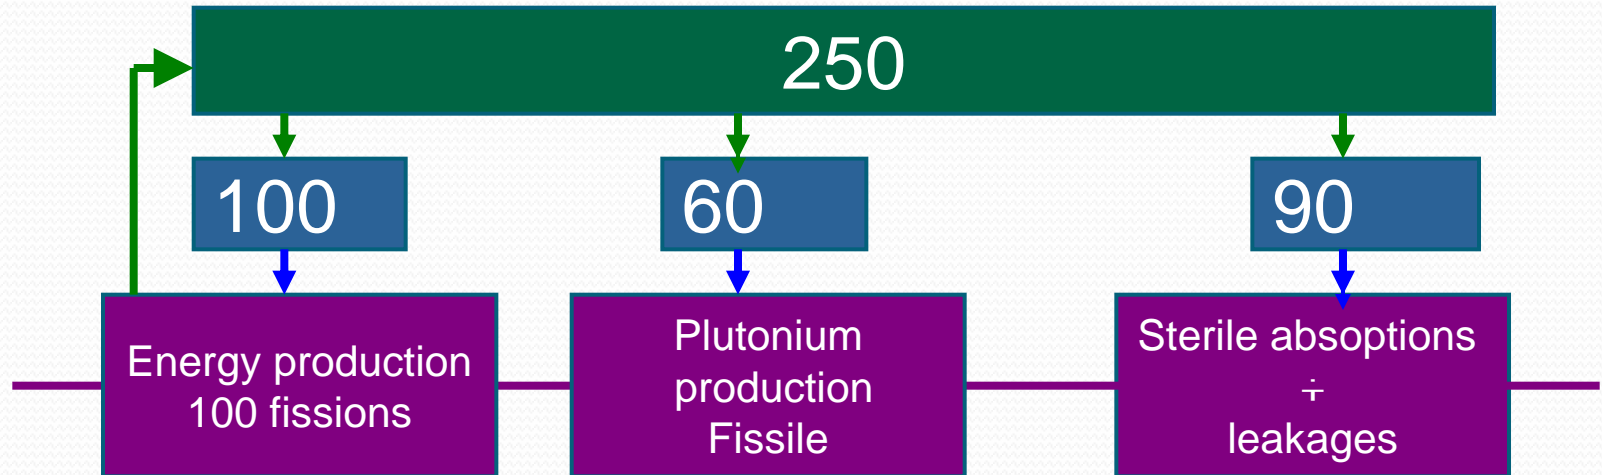 250
100
60
90
Energy production
100 fissions
Plutonium
production
Fissile
Sterile absoptions
∔
leakages